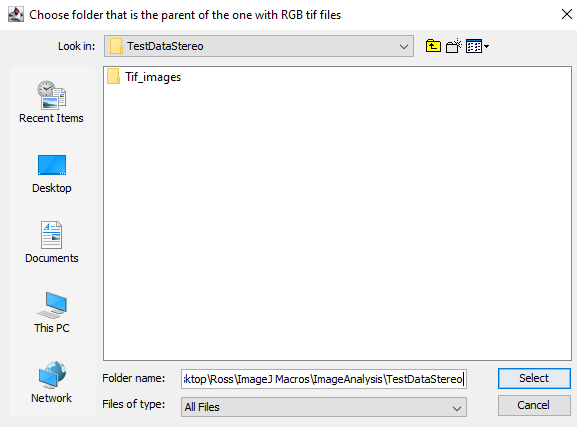 Choose folder that is the parent of the one with RGB tif files
Look in: TestDataStereo
Tif_images
Recent Items
Desktop
Documents
This PC
Network
Folder name: ktop\Ross\ImageJ Macros\ImageAnalysis\TestDataStereo
Select
Files of type: All Files
Cancel